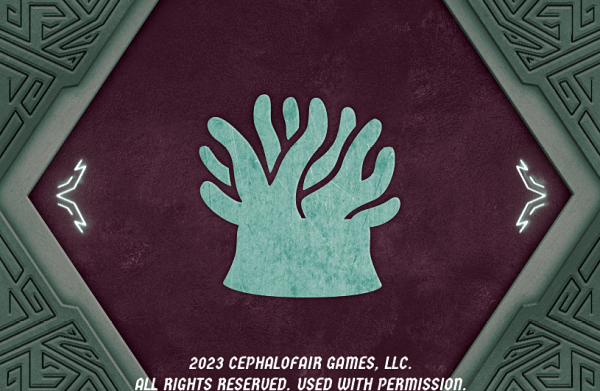 2023 CEPHALOFAIR GAMES, LLC.
ALL RIGHTS RESERVED. USED WITH PERMISSION.